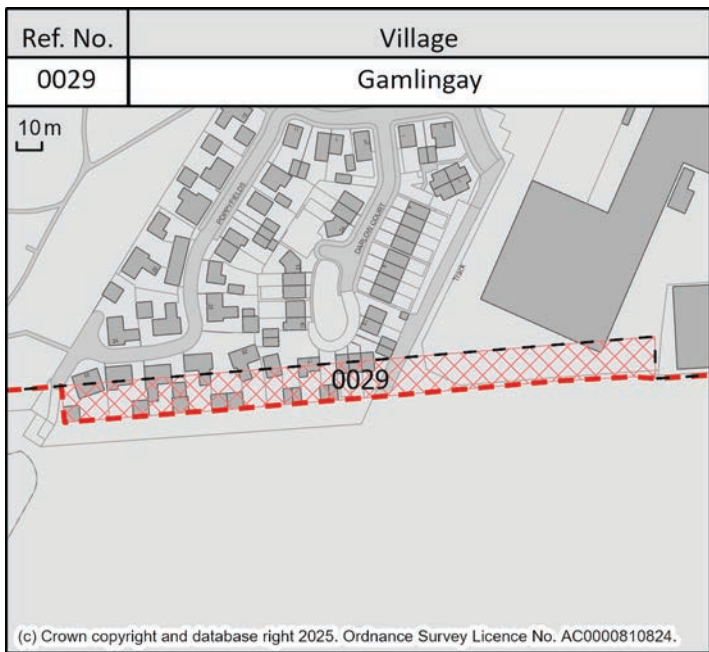 Ref. No.
Village
0029
Gamlingay
10 m
POPPYFIELDS
DARLOW COURT
Track
0029
(c) Crown copyright and database right 2025. Ordnance Survey Licence No. AC0000810824.